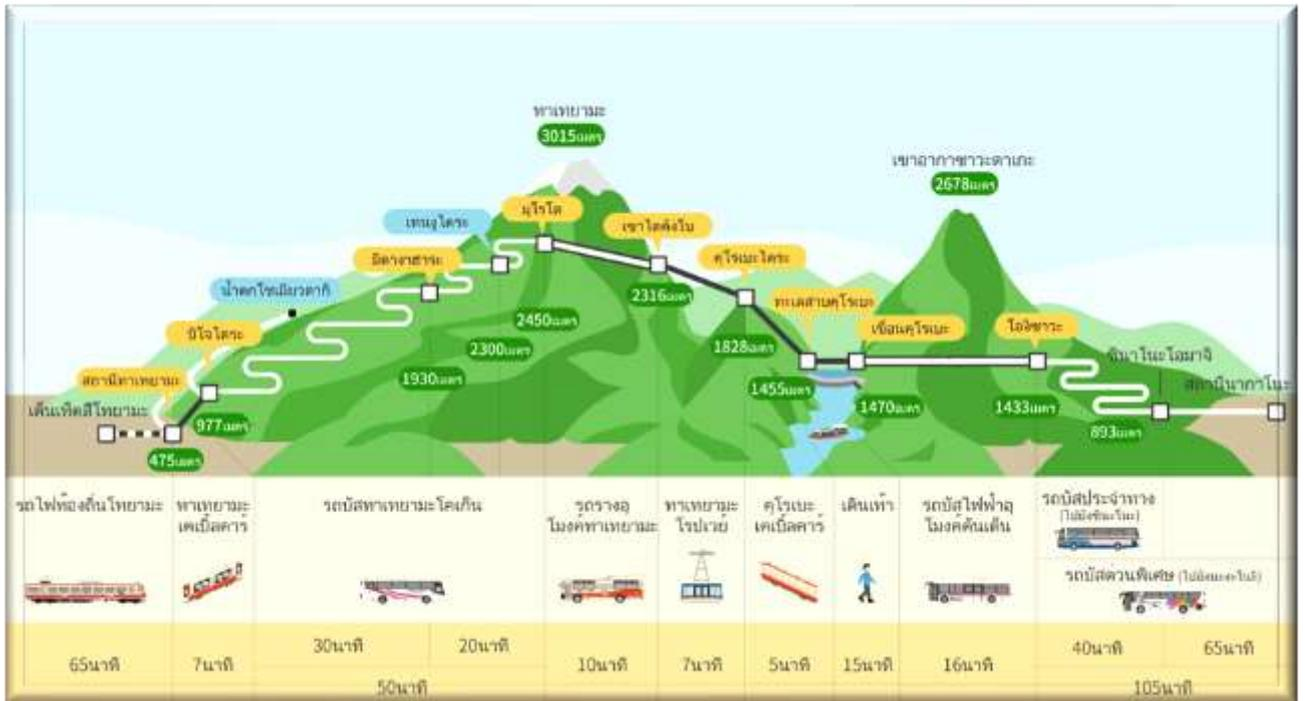 ทาเทยามะ
3015เมตร
เขาอากาซาวะดาเกะ
2678เมตร
เทนงูไดระ
มุโรโด
เขาไดคังโบ
มิดางาฮาระ
คุโรเบะไดระ
น้ำตกโชเมียวดากิ
2316เมตร
ทะเลสาบคุโรเบะ
2450เมตร
บิโจไดระ
เขื่อนคุโรเบะ
โองิซาวะ
2300เมตร
1828เมตร
ชินาโนะโอมาจิ
สถานีทาเทยามะ
1930เมตร
1455เมตร
สถานีนากาโนะ
เด็นเท็ตสึโทยามะ
1470เมตร
1433เมตร
977เมตร
893เมตร
475เมตร
รถไฟท้องถิ่นโทยามะ
ทาเทยามะ
เคเบิ้ลคาร์
รถบัสทาเทยามะโคเก็น
รถรางอุ
โมงค์ทาเทยามะ
ทาเทยามะ
โรปเวย์
คุโรเบะ
เคเบิ้ลคาร์
เดินเท้า
รถบัสไฟฟ้าอุ
โมงค์คันเด็น
รถบัสประจำทาง
รถบัสด่วนพิเศษ
30นาที
20นาที
40นาที
65นาที
65นาที
7นาที
10นาที
7นาที
5นาที
15นาที
16นาที
50นาที
105นาที